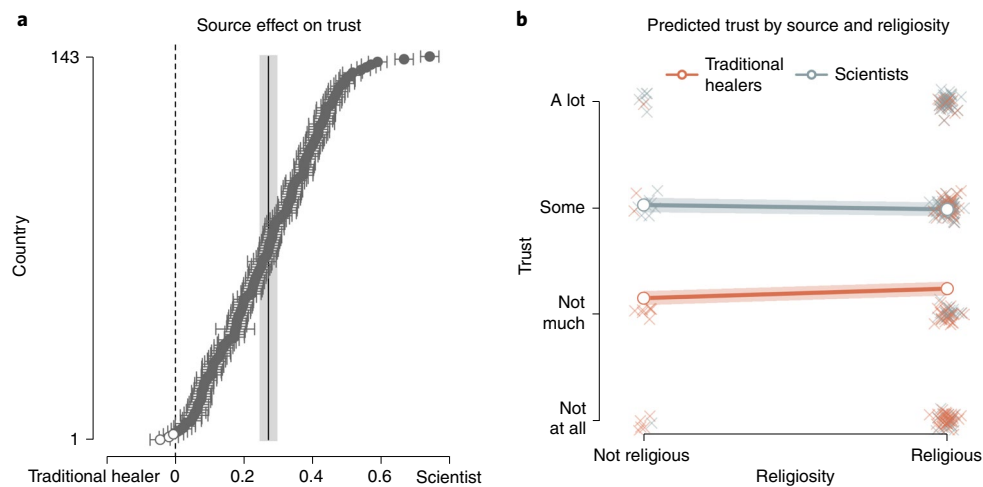 a
Source effect on trust
143
Country
1
Traditional healer 0 0.2 0.4 0.6 Scientist
b
Predicted trust by source and religiosity
Traditional
healers
Scientists
A lot
Some
Trust
Not
much
Not
at all
Not religious
Religious
Religiosity